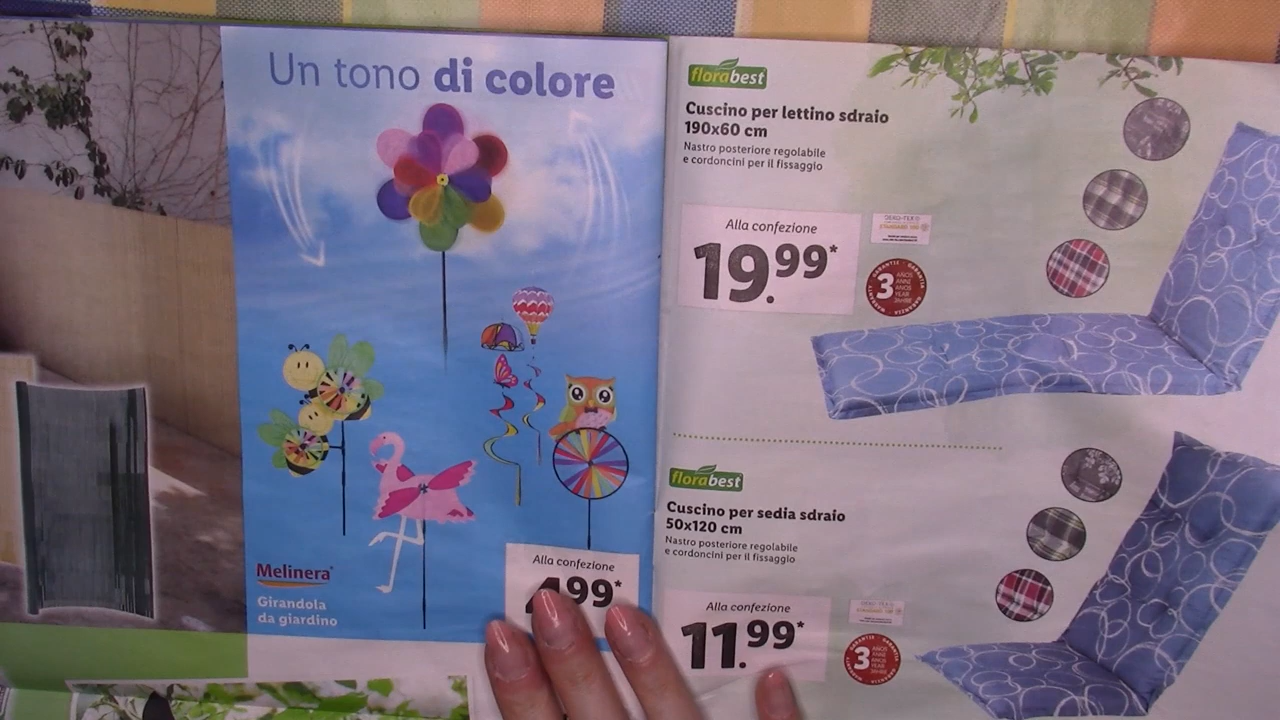 Un tono di colore
Melinera
Girandola
da giardino
Alla confezione
4.99*
florabest
Cuscino per lettino sdraio
190x60 cm
Nastro posteriore regolabile
e cordoncini per il fissaggio
Alla confezione
19.99*
3
florabest
Cuscino per sedia sdraio
50x120 cm
Nastro posteriore regolabile
e cordoncini per il fissaggio
Alla confezione
11.99*
3